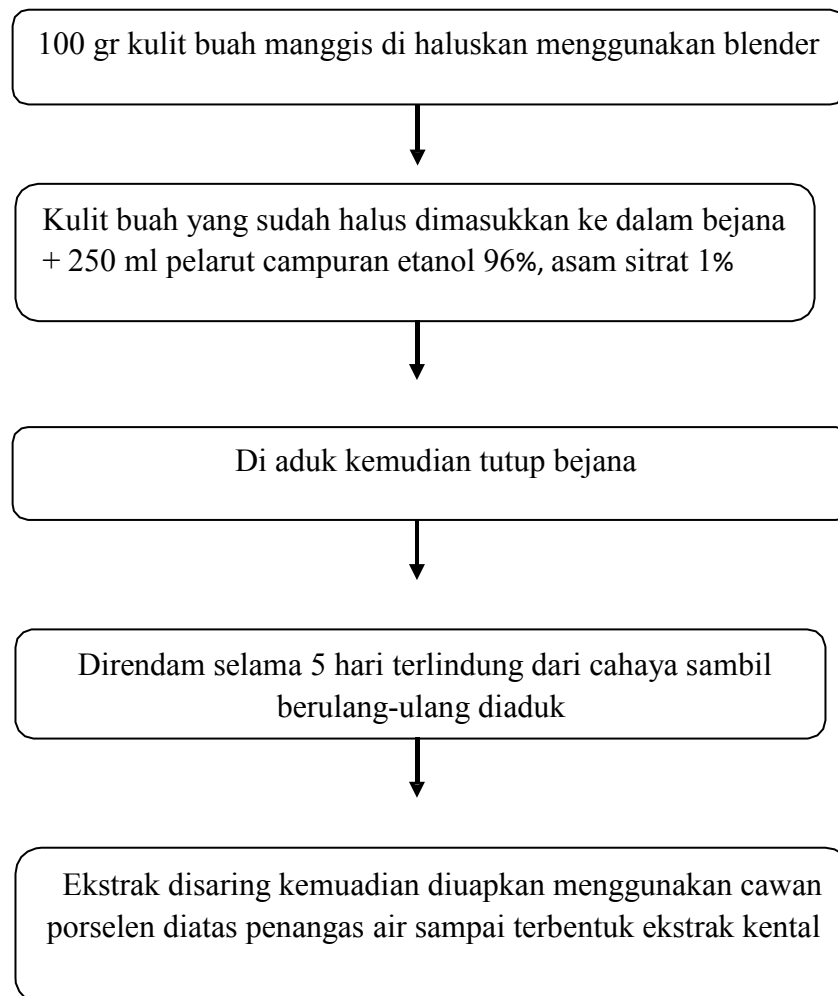 100 gr kulit buah manggis di haluskan menggunakan blender
Kulit buah yang sudah halus dimasukkan ke dalam bejana
+ 250 ml pelarut campuran etanol 96%, asam sitrat 1%
Di aduk kemudian tutup bejana
Direndam selama 5 hari terlindung dari cahaya sambil
berulang-ulang diaduk
Ekstrak disaring kemuadian diuapkan menggunakan cawan
porselen diatas penangas air sampai terbentuk ekstrak kental